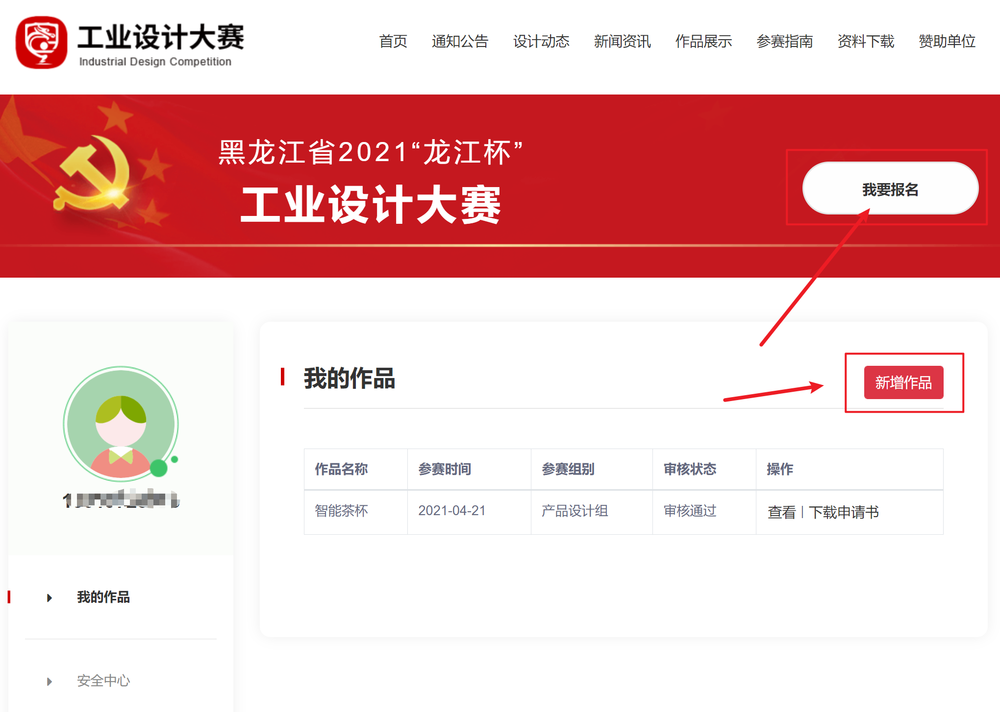 工业设计大赛
Industrial Design Competition
首页 通知公告 设计动态 新闻资讯 作品展示 参赛指南 资料下载 赞助单位
黑龙江省2021“龙江杯”
工业设计大赛
我要报名
我的作品
新增作品
作品名称 参赛时间 参赛组别 审核状态 操作
智能茶杯 2021-04-21 产品设计组 审核通过 查看 | 下载申请书
我的作品
安全中心